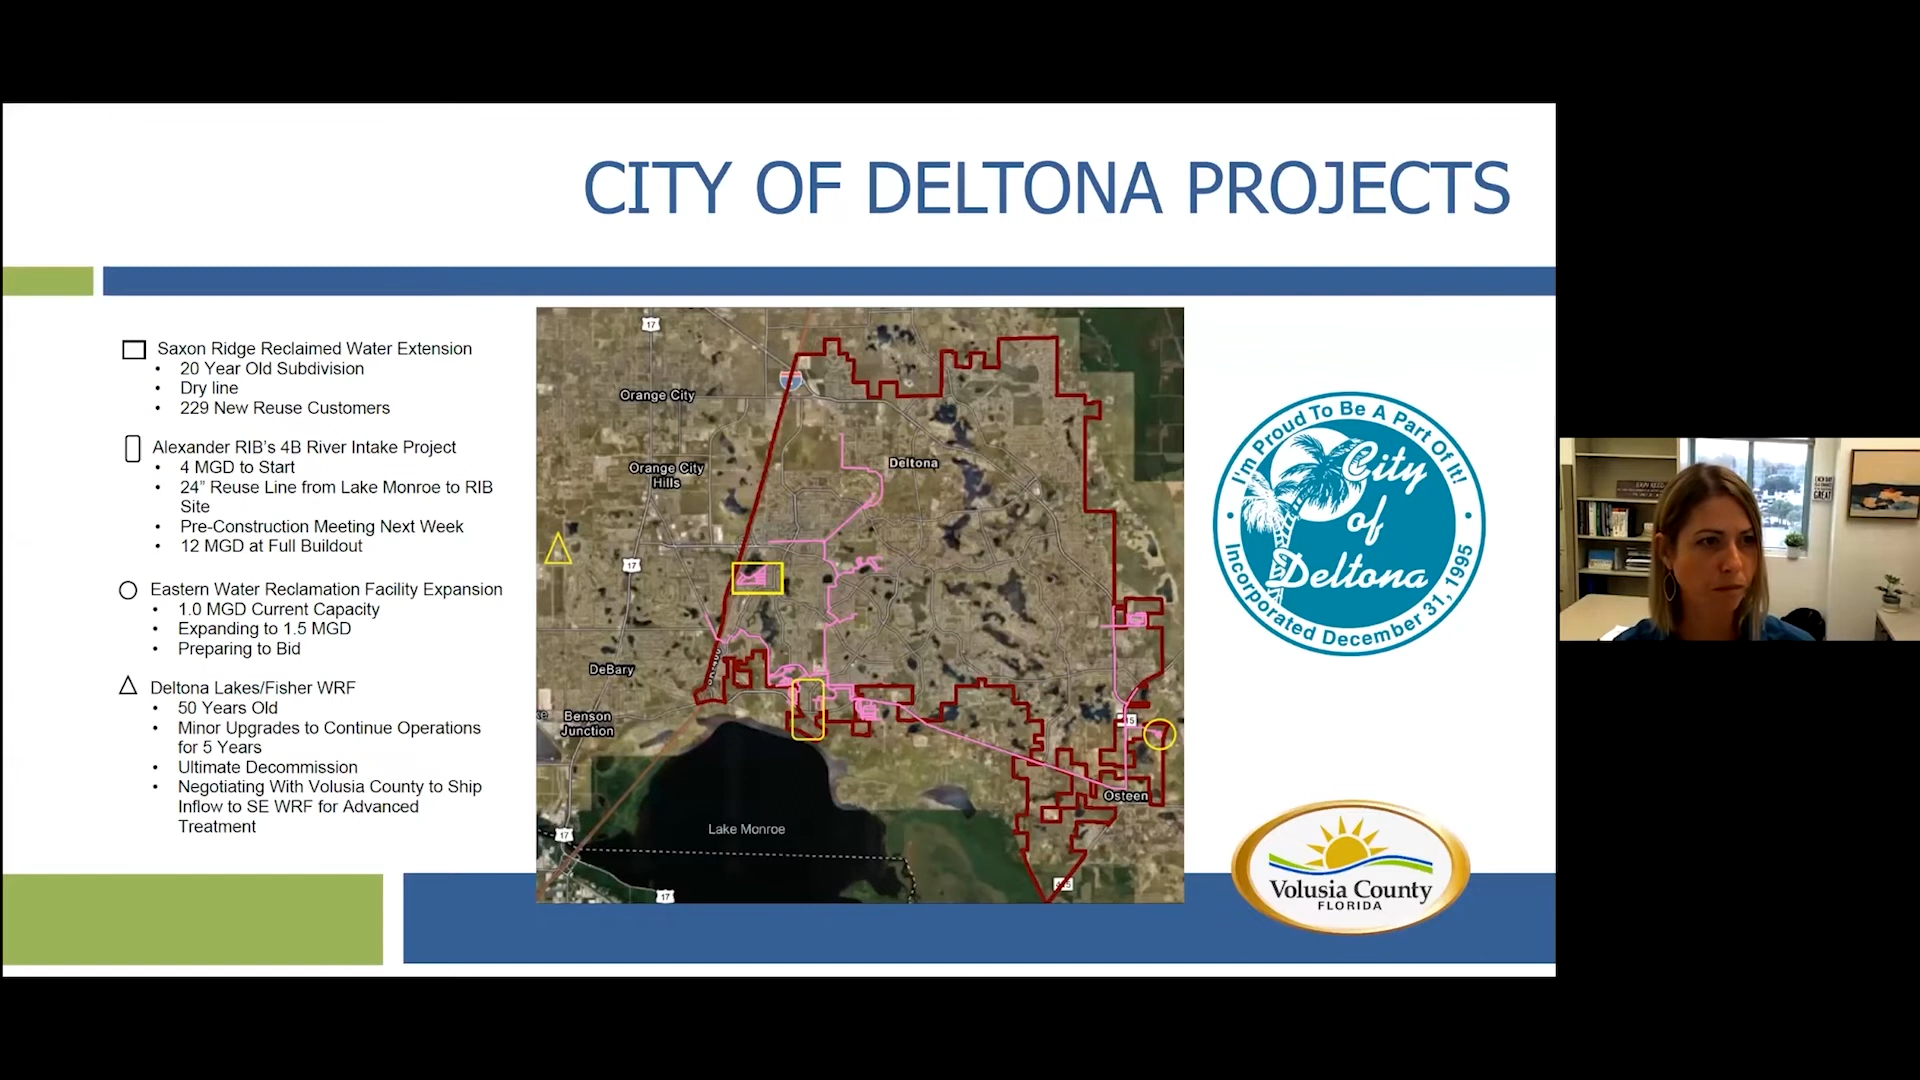 CITY OF DELTONA PROJECTS
Saxon Ridge Reclaimed Water Extension
• 20 Year Old Subdivision
• Dry line
• 229 New Reuse Customers
Alexander RIB’s 4B River Intake Project
• 4 MGD to Start
• 24” Reuse Line from Lake Monroe to RIB
Site
• Pre-Construction Meeting Next Week
• 12 MGD at Full Buildout
Eastern Water Reclamation Facility Expansion
• 1.0 MGD Current Capacity
• Expanding to 1.5 MGD
• Preparing to Bid
Deltona Lakes/Fisher WRF
• 50 Years Old
• Minor Upgrades to Continue Operations
for 5 Years
• Ultimate Decommission
• Negotiating With Volusia County to Ship
Inflow to SE WRF for Advanced
Treatment
17
Orange City
Deltona
Orange City
Hills
17
DeBary
Benson
Junction
15
Osteen
Lake Monroe
17
17
I'm Proud To Be A Part Of It!
City
of
Deltona
Incorporated December 31, 1995
Volusia County
FLORIDA
GREAT